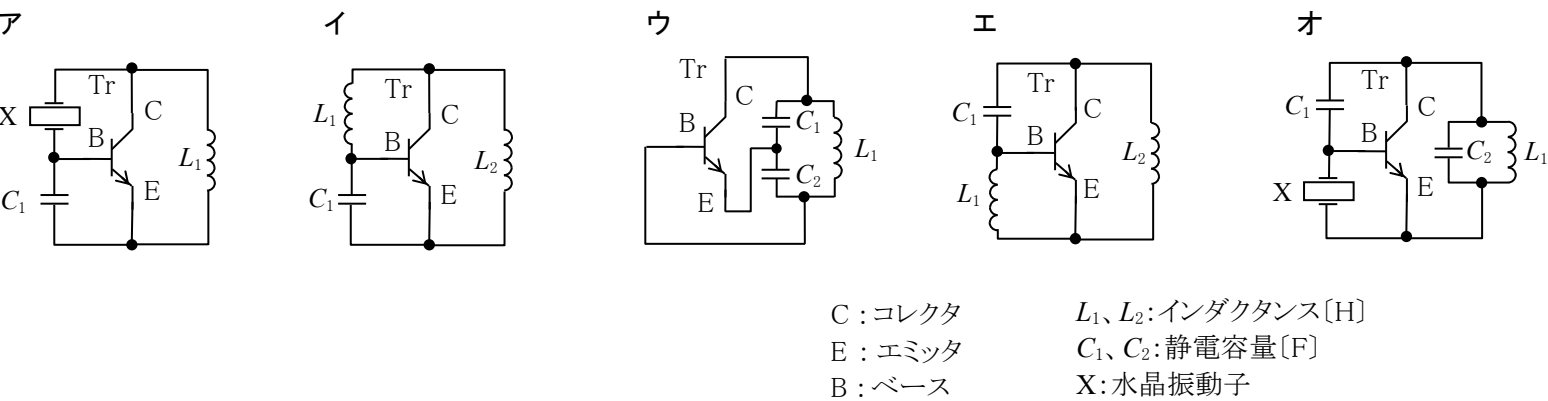 ア イ ウ エ オ
Tr C X B L₁ E C₁
L₁ Tr C B L₂ C₁ E
Tr C B C₁ L₁ C₂ E
Tr C C₁ B L₂ L₁ E
Tr C C₁ B C₂ L₁ X E
C：コレクタ L₁、L₂：インダクタンス〔H〕
E：エミッタ C₁、C₂：静電容量〔F〕
B：ベース X：水晶振動子